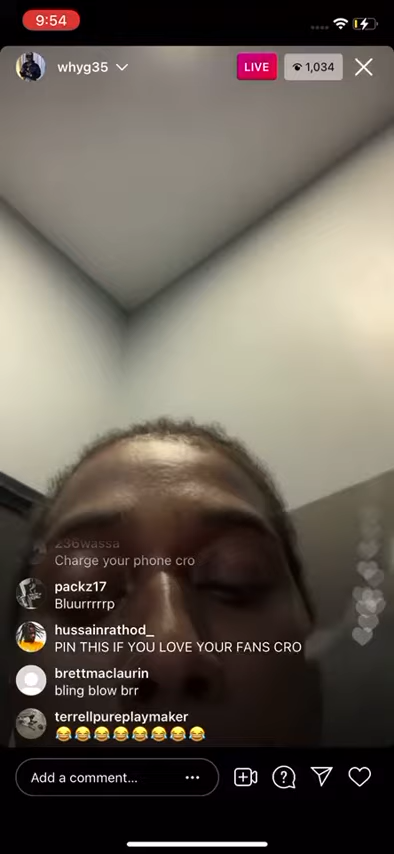 9:54
whyg35
LIVE
1,034
236wassa
Charge your phone cro
packz17
Bluurrrrrp
hussainrathod_
PIN THIS IF YOU LOVE YOUR FANS CRO
brettmaclaurin
bling blow brr
terrellpureplaymaker
😂😂😂😂😂😂😂😂
Add a comment...